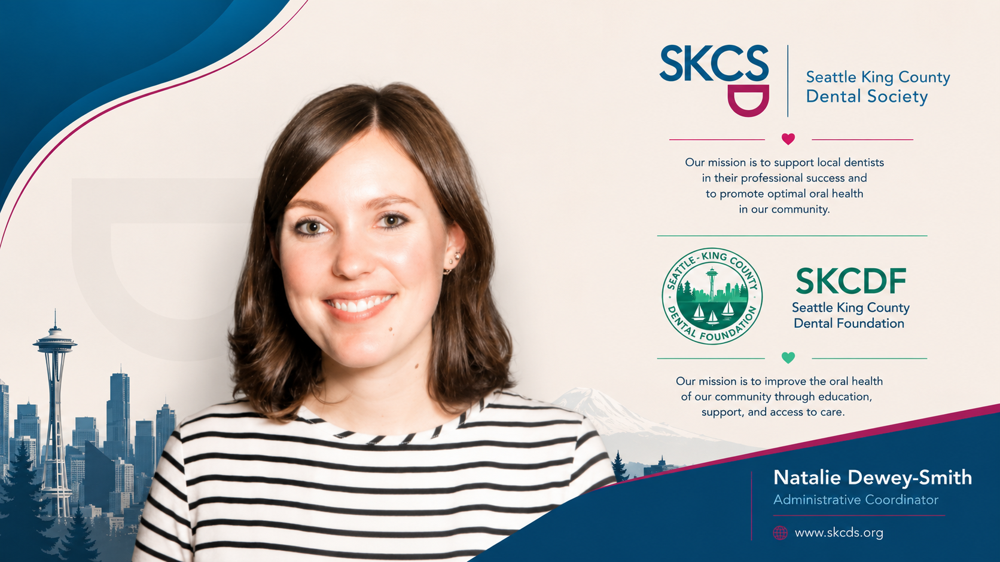 SKCS
D
Seattle King County
Dental Society
Our mission is to support local dentists
in their professional success and
to promote optimal oral health
in our community.
SEATTLE-KING COUNTY
DENTAL FOUNDATION
SKCDF
Seattle King County
Dental Foundation
Our mission is to improve the oral health
of our community through education,
support, and access to care.
Natalie Dewey-Smith
Administrative Coordinator
www.skcds.org